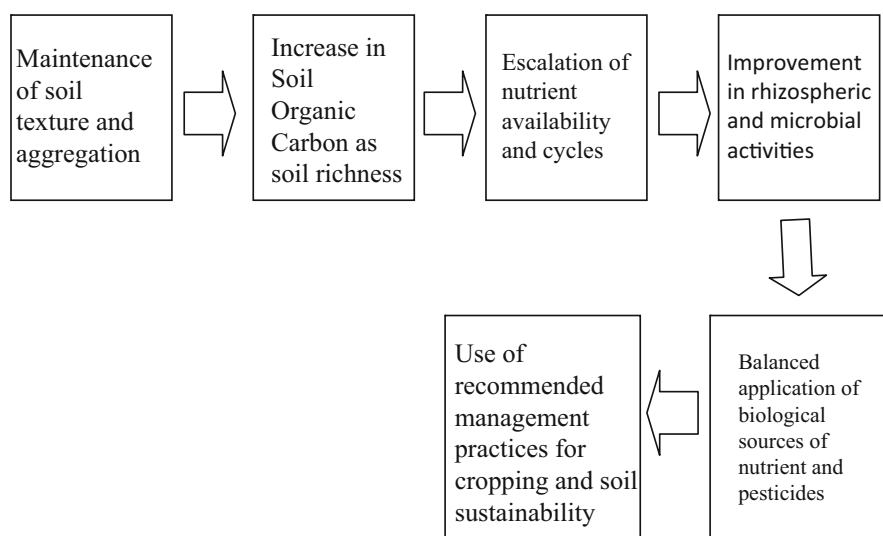 Maintenance
of soil
texture and
aggregation
Increase in
Soil
Organic
Carbon as
soil richness
Escalation of
nutrient
availability
and cycles
Improvement
in rhizospheric
and microbial
activities
Balanced
application of
biological
sources of
nutrient and
pesticides
Use of
recommended
management
practices for
cropping and soil
sustainability